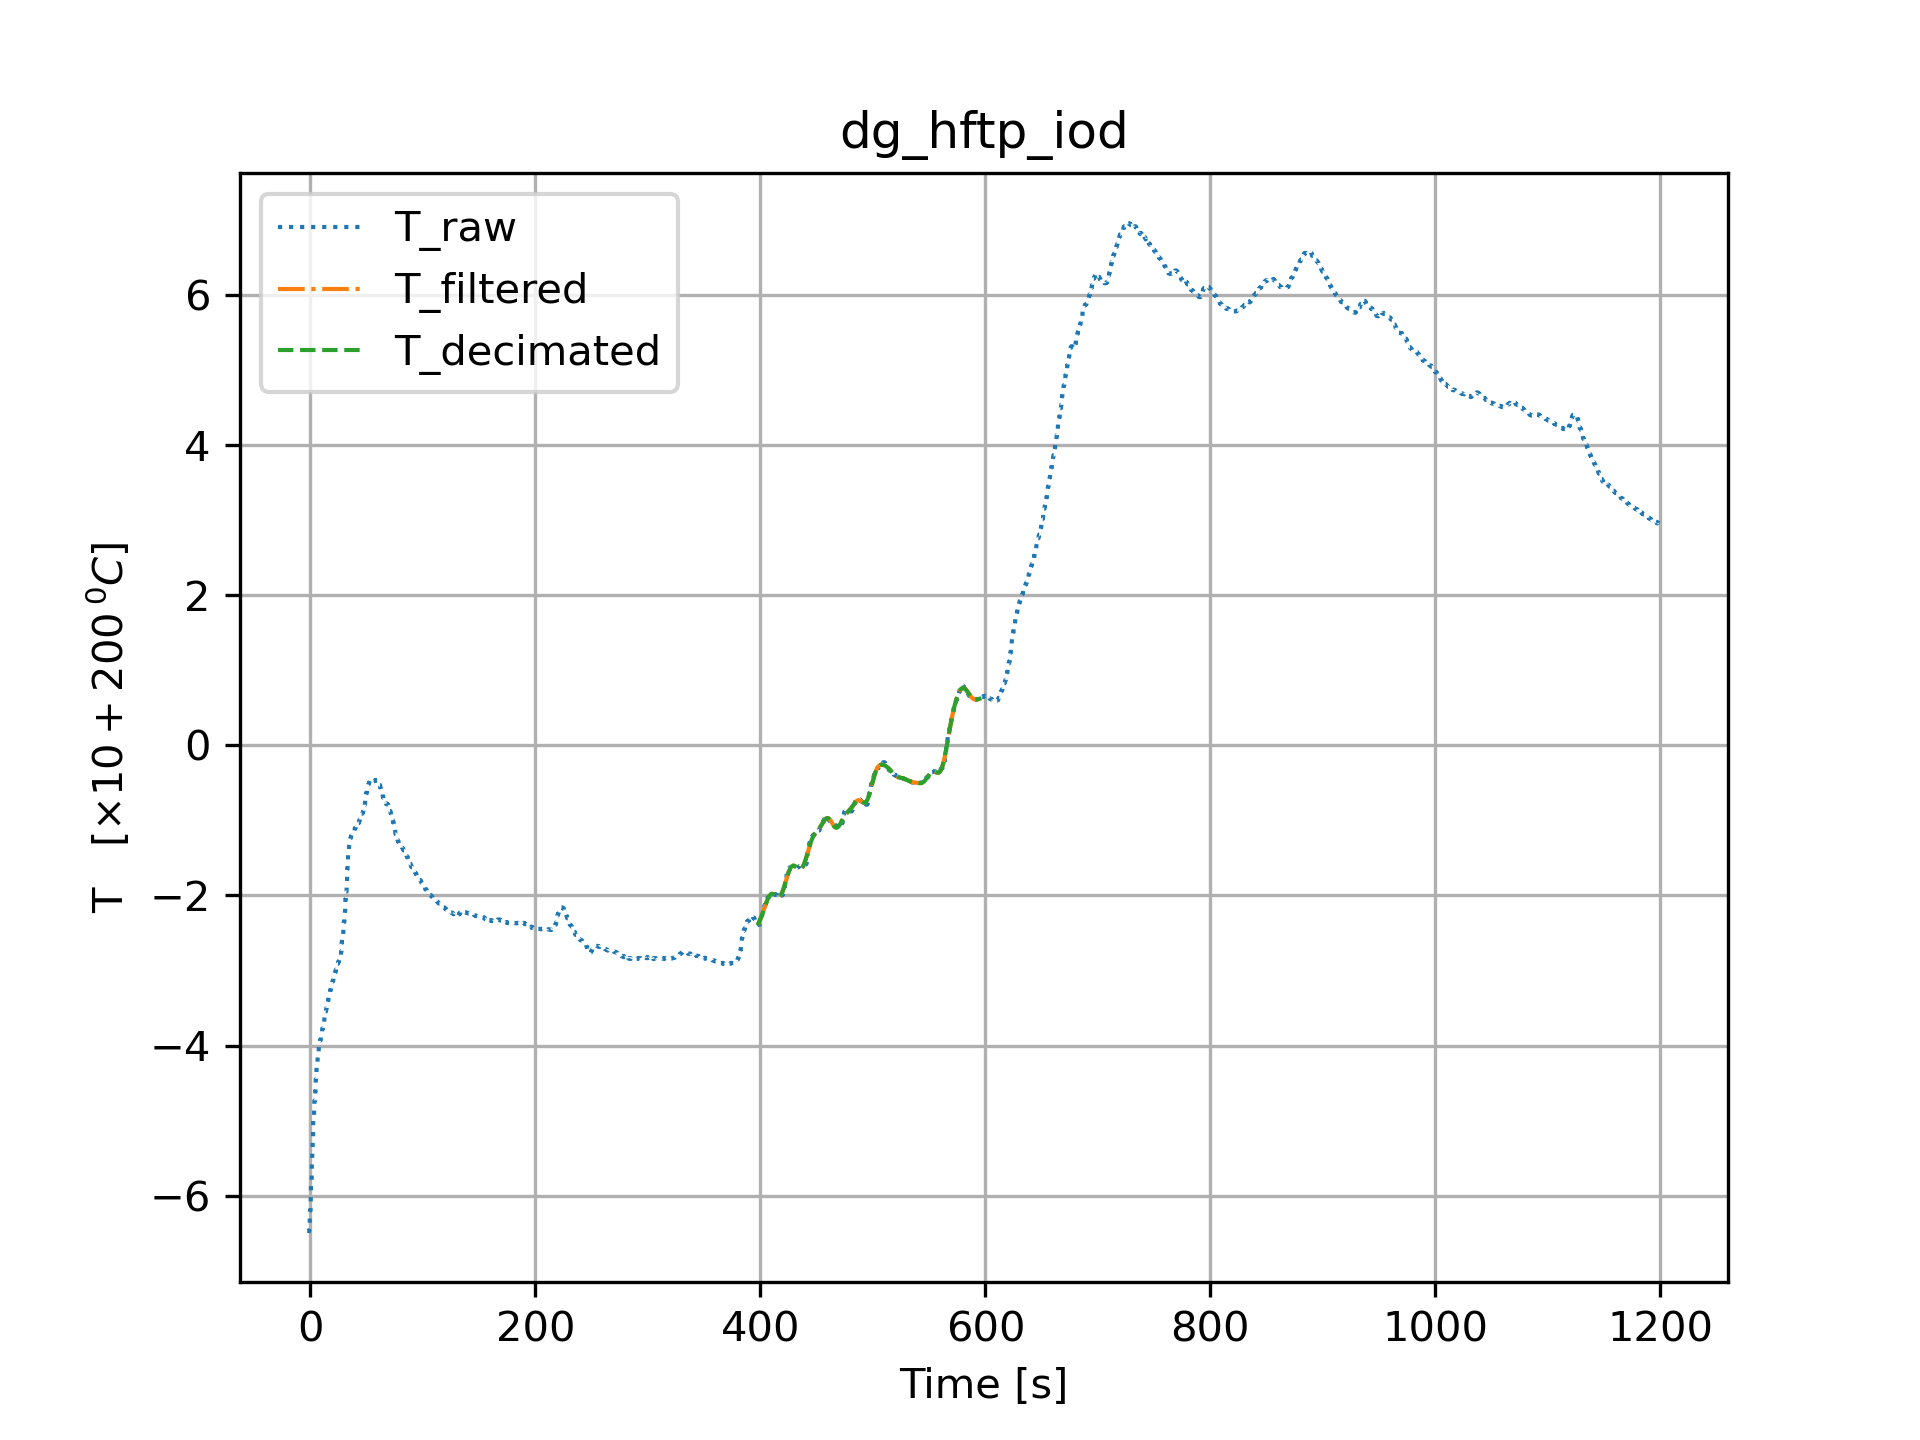 dg_hftp_iod
T_raw
T_filtered
T_decimated
6
4
2
0
−2
−4
−6
T [×10 + 200 ⁰C]
0 200 400 600 800 1000 1200
Time [s]